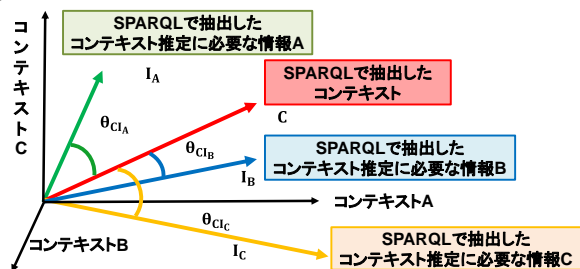 コンテキストC
SPARQLで抽出した
コンテキスト推定に必要な情報A
I_A
SPARQLで抽出した
コンテキスト
C
θ_CI_A
θ_CI_B
SPARQLで抽出した
コンテキスト推定に必要な情報B
I_B
コンテキストA
θ_CI_C
コンテキストB
I_C
SPARQLで抽出した
コンテキスト推定に必要な情報C